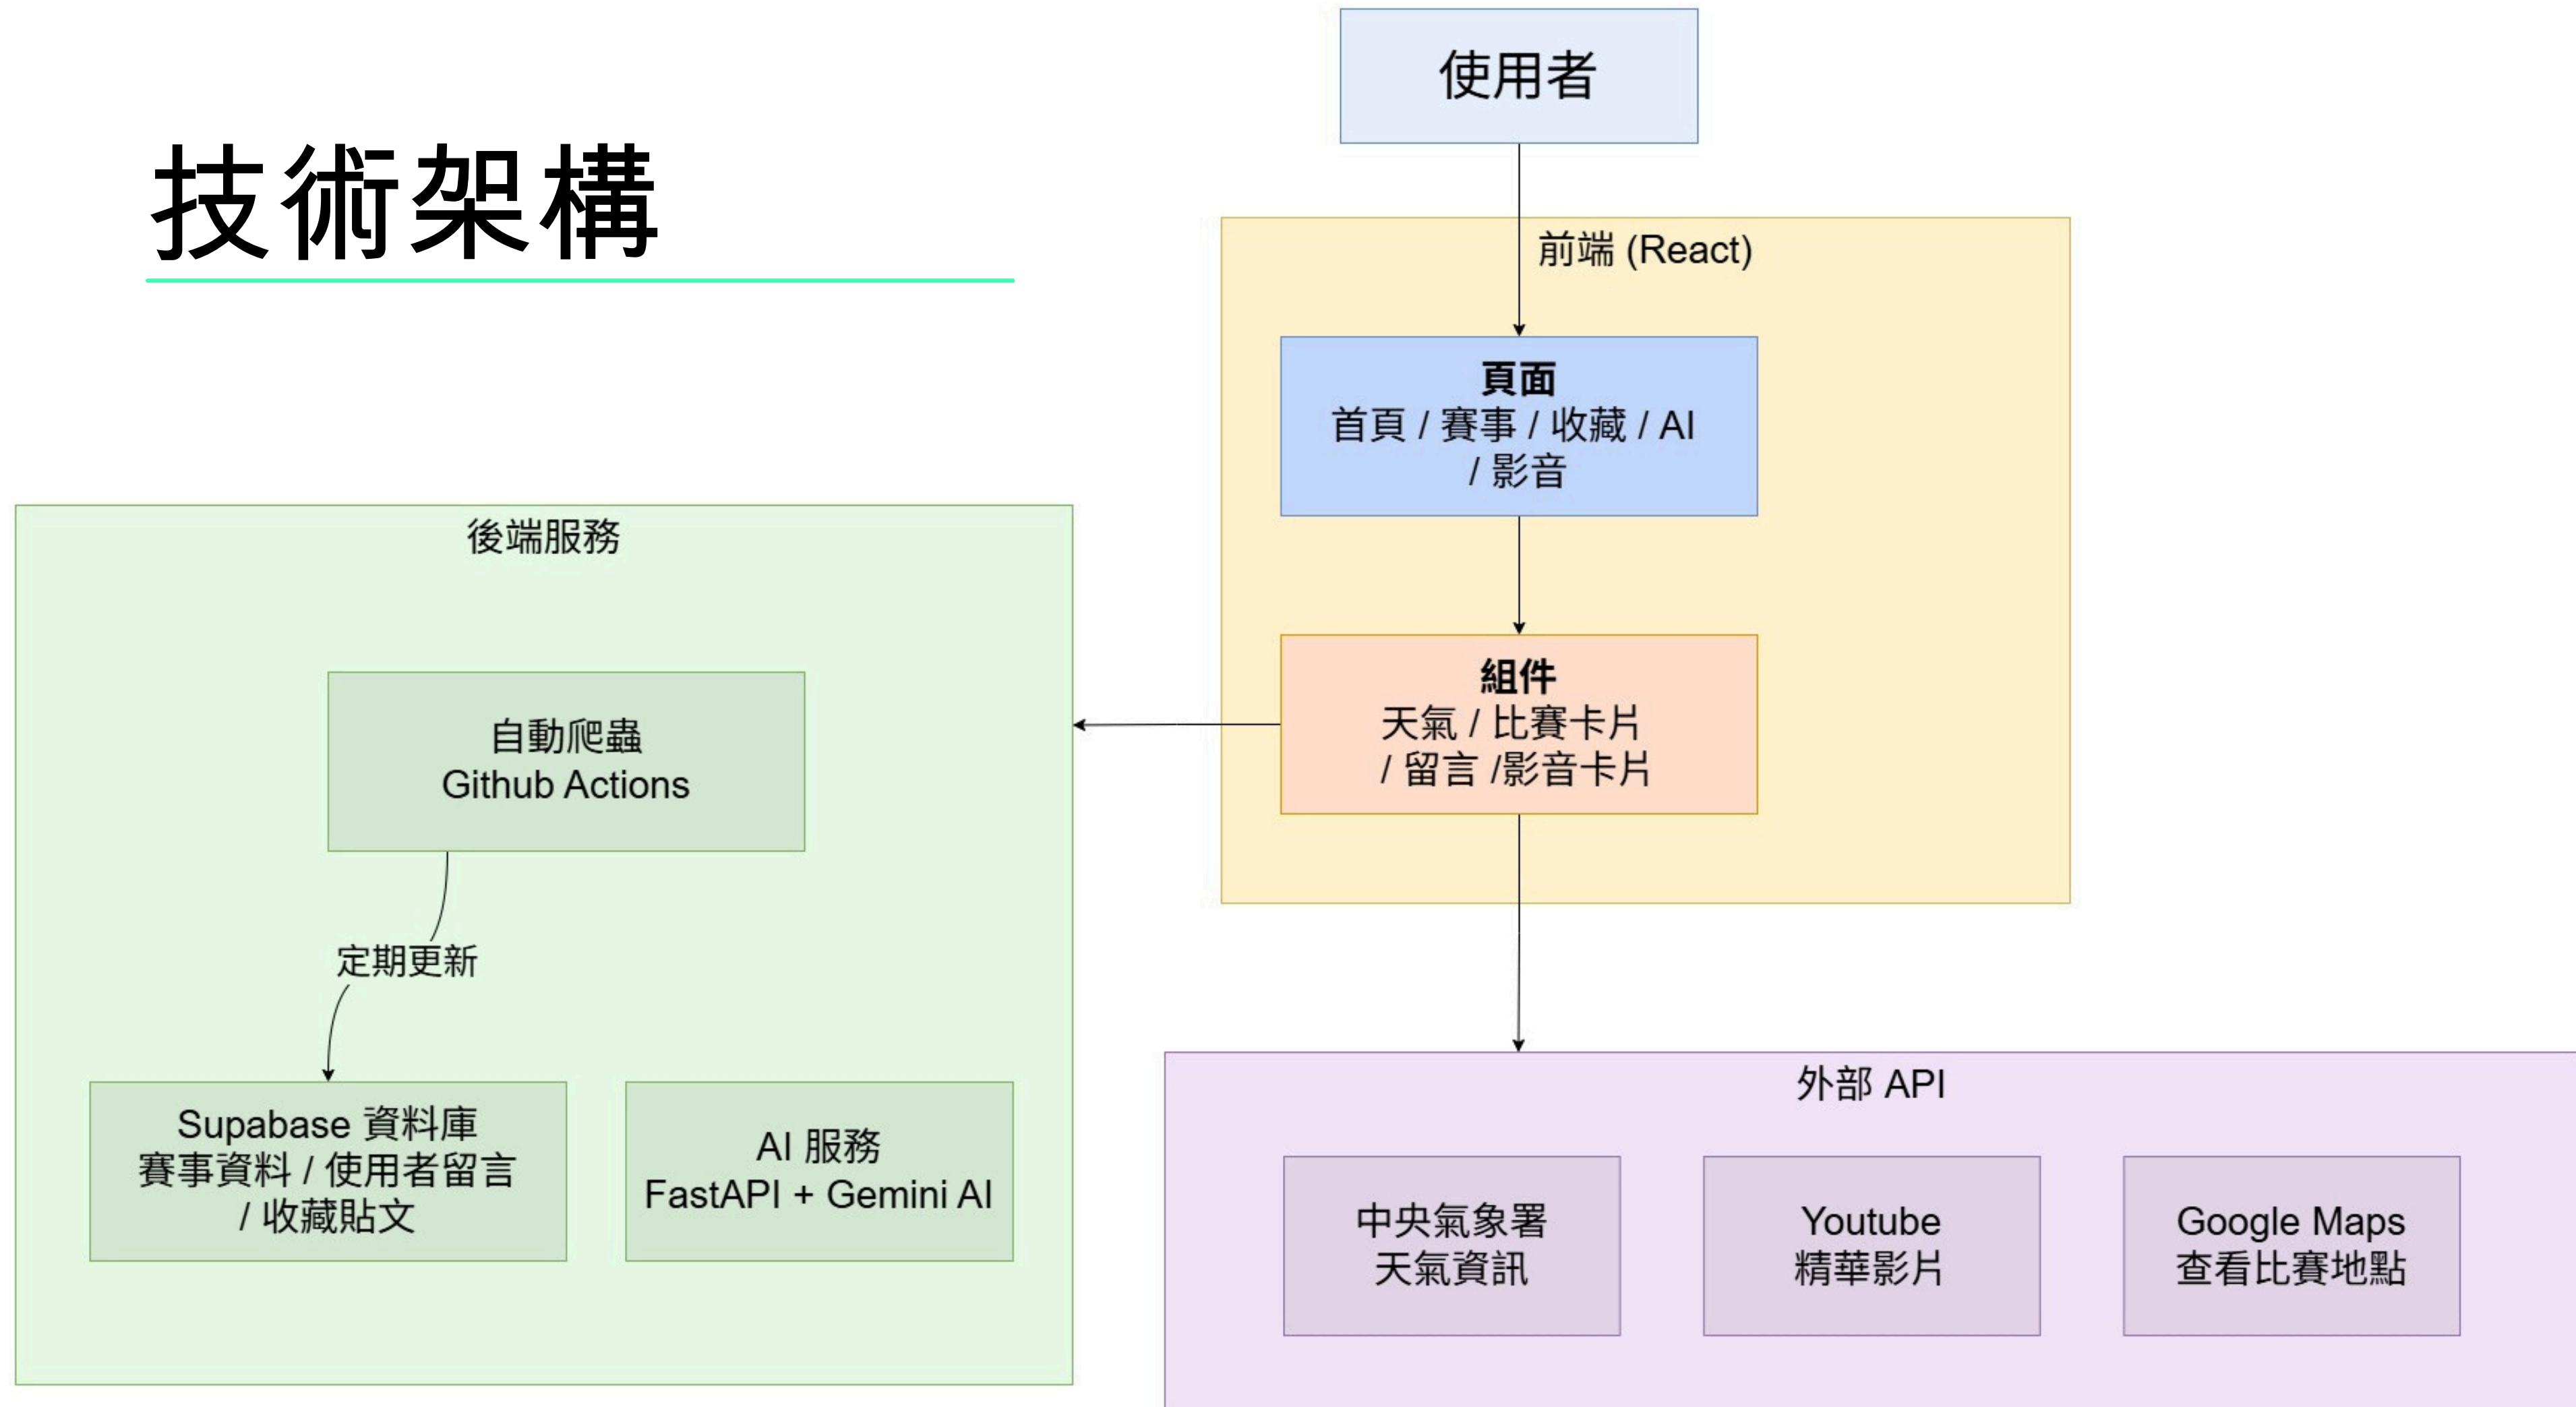 技術架構
使用者
前端 (React)
頁面
首頁 / 賽事 / 收藏 / AI
/ 影音
組件
天氣 / 比賽卡片
/ 留言 /影音卡片
後端服務
自動爬蟲
Github Actions
定期更新
Supabase 資料庫
賽事資料 / 使用者留言
/ 收藏貼文
AI 服務
FastAPI + Gemini AI
外部 API
中央氣象署
天氣資訊
Youtube
精華影片
Google Maps
查看比賽地點